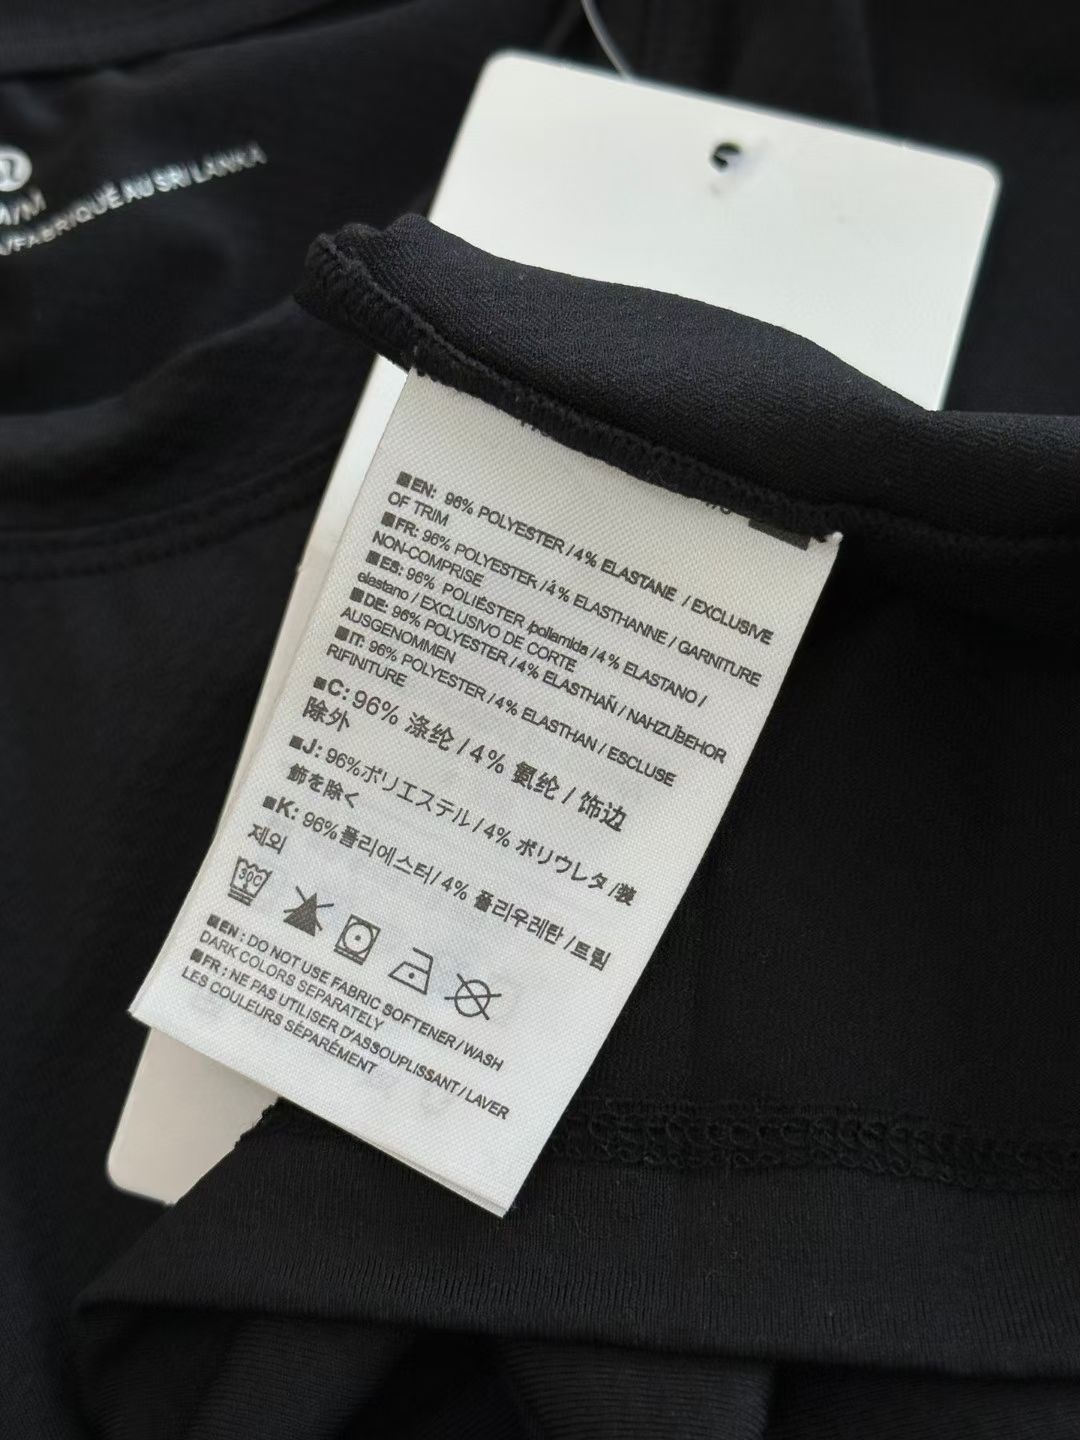 M/M
/FABRIQUÉ AU SRI LANKA
■EN: 96% POLYESTER / 4% ELASTANE / EXCLUSIVE
OF TRIM
■FR: 96% POLYESTER / 4% ELASTHANNE / GARNITURE
NON-COMPRISE
■ES: 96% POLIÉSTER /poliamida / 4% ELASTANO /
elastano / EXCLUSIVO DE CORTE
■DE: 96% POLYESTER / 4% ELASTHAÑ / NAHZUBEHOR
AUSGENOMMEN
■IT: 96% POLYESTER / 4% ELASTHAN / ESCLUSE
RIFINITURE
■C: 96% 涤纶 / 4% 氨纶 / 饰边
除外
■J: 96%ポリエステル / 4% ポリウレタ /装
飾を除く
■K: 96%폴리에스터/ 4% 폴리우레탄 /트림
제외
30C
■EN : DO NOT USE FABRIC SOFTENER / WASH
DARK COLORS SEPARATELY
■FR : NE PAS UTILISER D'ASSOUPLISSANT / LAVER
LES COULEURS SÉPARÉMENT